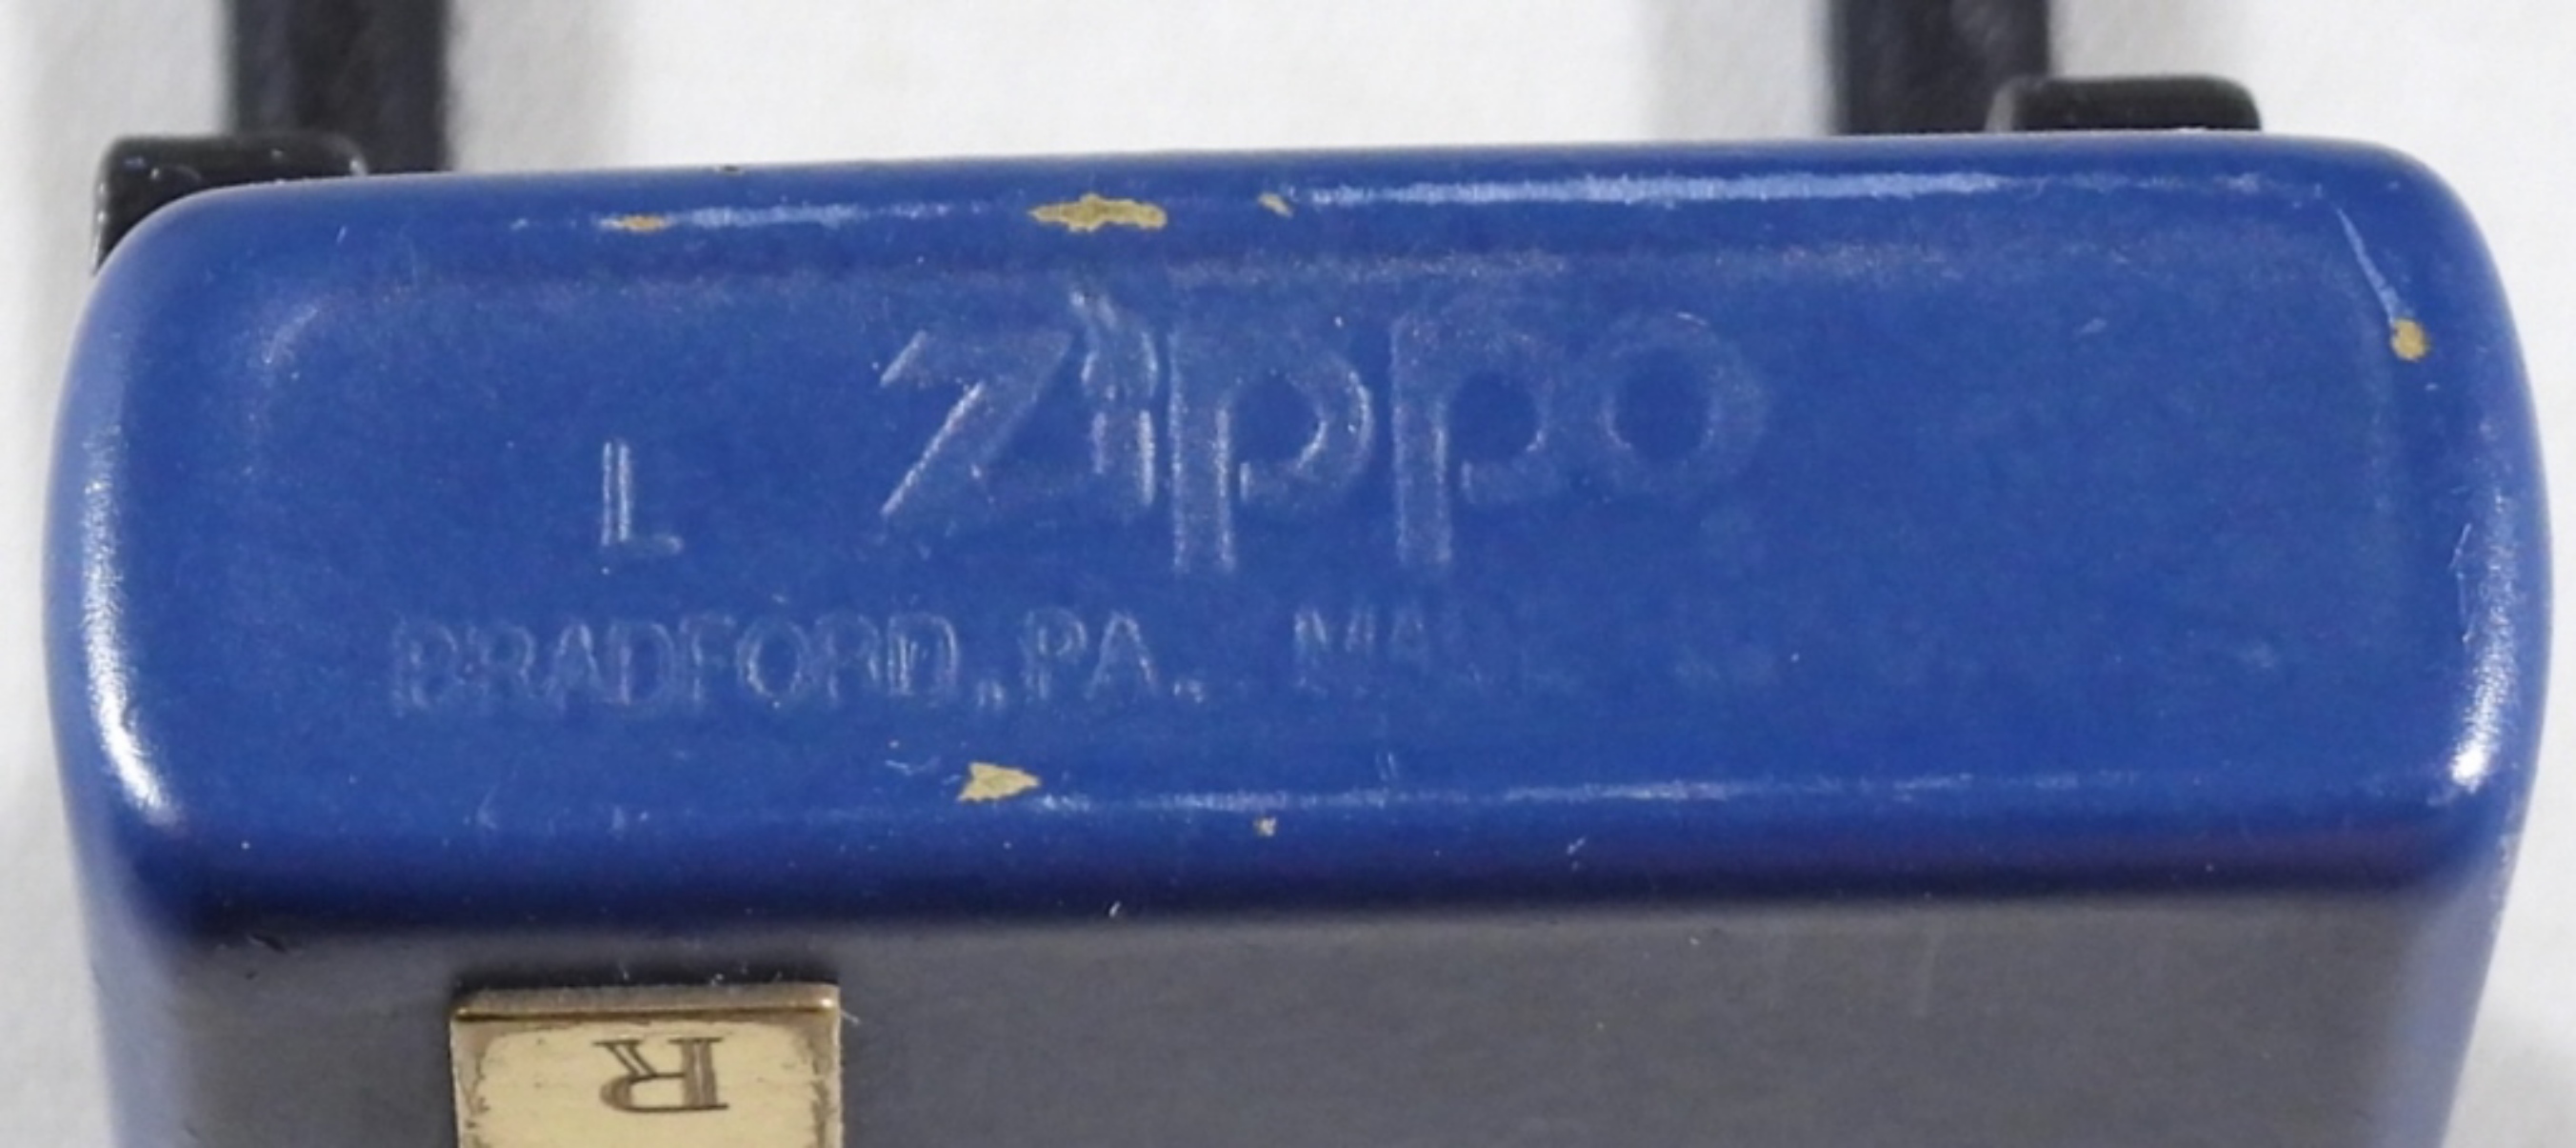 L Zippo
BRADFORD, PA.
R